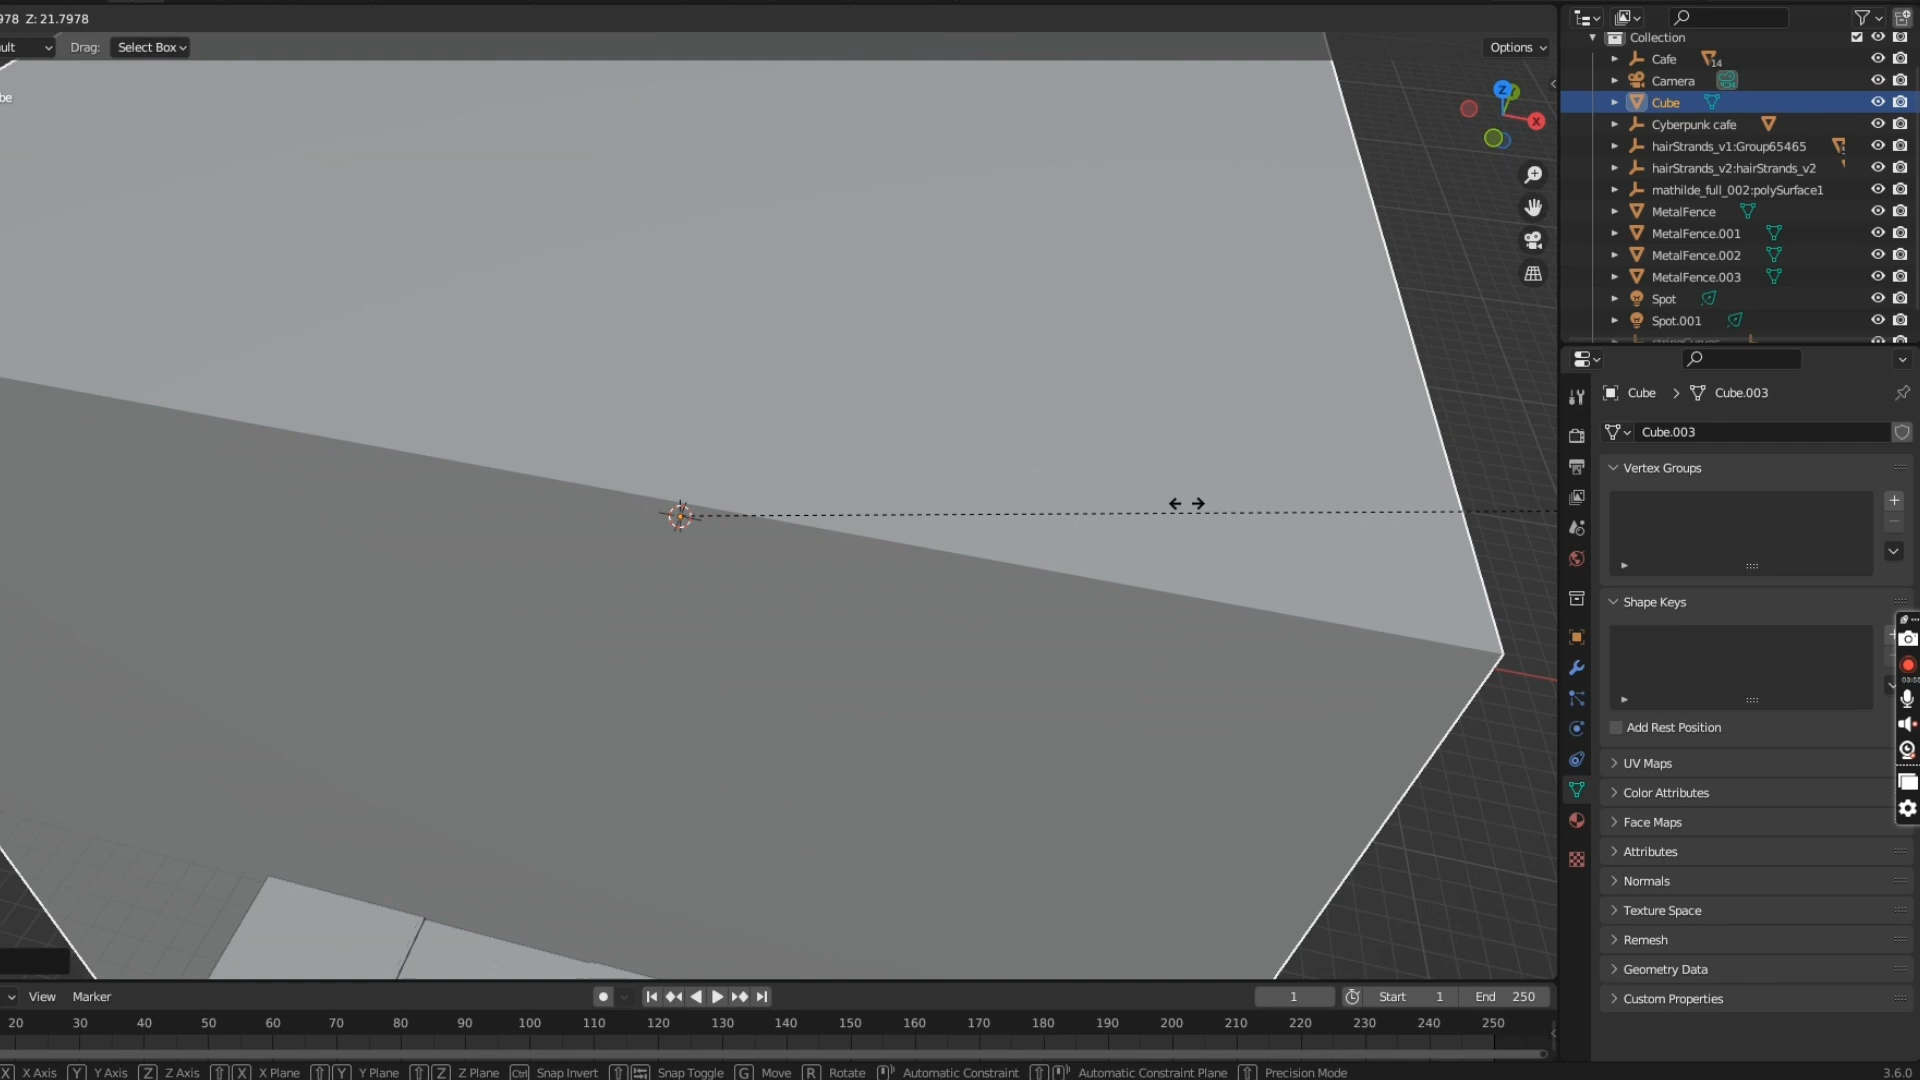 978 Z: 21.7978
ult Drag: Select Box
Options
be
Z
Y
X
Collection
Cafe 14
Camera
Cube
Cyberpunk cafe
hairStrands_v1:Group65465
hairStrands_v2:hairStrands_v2
mathilde_full_002:polySurface1
MetalFence
MetalFence.001
MetalFence.002
MetalFence.003
Spot
Spot.001
Cube > Cube.003
Cube.003
Vertex Groups
Shape Keys
Add Rest Position
UV Maps
Color Attributes
Face Maps
Attributes
Normals
Texture Space
Remesh
Geometry Data
Custom Properties
View Marker
1 Start 1 End 250
20 30 40 50 60 70 80 90 100 110 120 130 140 150 160 170 180 190 200 210 220 230 240 250
X X Axis Y Y Axis Z Z Axis X X Plane Y Y Plane Z Z Plane Ctrl Snap Invert Snap Toggle G Move R Rotate Automatic Constraint Automatic Constraint Plane Precision Mode 3.6.0